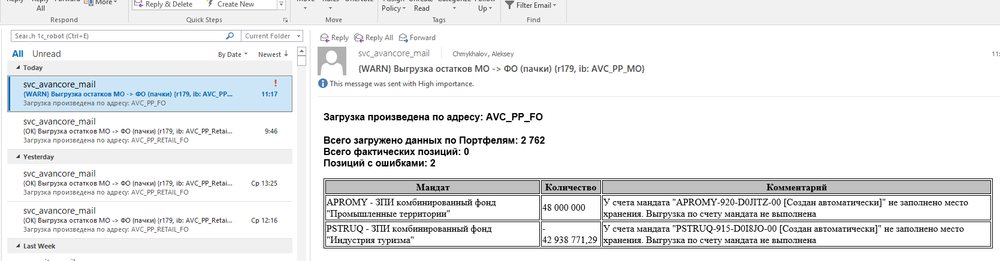 Reply
Reply All
Forward
More
Reply & Delete
Create New
Move
Rules
OneNote
Assign Policy
Unread/ Read
Categorize
Follow Up
Filter Email
Respond
Quick Steps
Move
Tags
Find
Search 1c_robot (Ctrl+E)
Current Folder
All Unread
By Date Newest
Today
svc_avancore_mail
{WARN} Выгрузка остатков МО -> ФО (пачки) {r179, ib: AVC_PP... 11:17
Загрузка произведена по адресу: AVC_PP_FO
svc_avancore_mail
{OK} Выгрузка остатков МО -> ФО (пачки) {r179, ib: AVC_PP_Retai... 9:46
Загрузка произведена по адресу: AVC_PP_RETAIL_FO
Yesterday
svc_avancore_mail
{OK} Выгрузка остатков МО -> ФО (пачки) {r179, ib: AVC_PP_Retai... Ср 13:25
Загрузка произведена по адресу: AVC_PP_RETAIL_FO
svc_avancore_mail
{OK} Выгрузка остатков МО -> ФО (пачки) {r179, ib: AVC_PP_Retai... Ср 12:16
Загрузка произведена по адресу: AVC_PP_RETAIL_FO
Last Week
Reply Reply All Forward
svc_avancore_mail Chmykhalov, Aleksey 11:
{WARN} Выгрузка остатков МО -> ФО (пачки) {r179, ib: AVC_PP_MO}
This message was sent with High importance.
Загрузка произведена по адресу: AVC_PP_FO
Всего загружено данных по Портфелям: 2 762
Всего фактических позиций: 0
Позиций с ошибками: 2
Мандат Количество Комментарий
APROMY - ЗПИ комбинированный фонд
"Промышленные территории"
48 000 000
У счета мандата "APROMY-920-D0JITZ-00 [Создан автоматически]" не заполнено место
хранения. Выгрузка по счету мандата не выполнена
PSTRUQ - ЗПИ комбинированный фонд
"Индустрия туризма"
-
42 938 771,29
У счета мандата "PSTRUQ-915-D0I8JO-00 [Создан автоматически]" не заполнено место
хранения. Выгрузка по счету мандата не выполнена